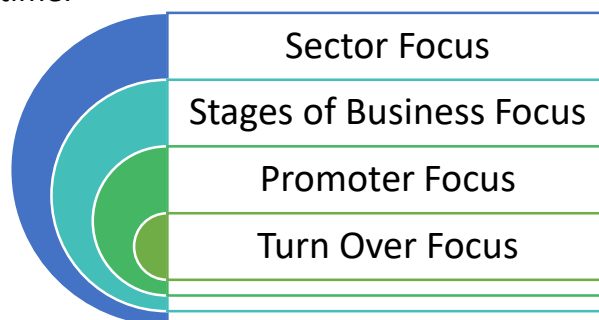 Sector Focus
Stages of Business Focus
Promoter Focus
Turn Over Focus